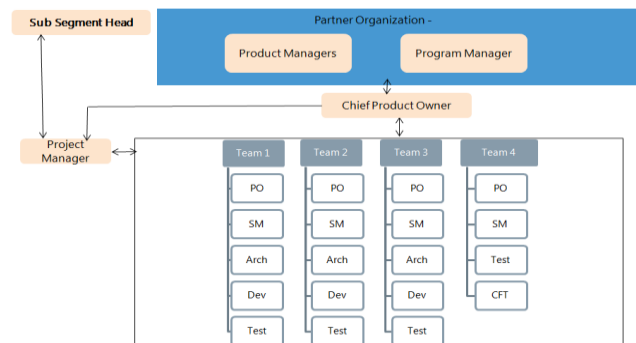 Sub Segment Head
Partner Organization -
Product Managers
Program Manager
Chief Product Owner
Project
Manager
Team 1
Team 2
Team 3
Team 4
PO
PO
PO
PO
SM
SM
SM
SM
Arch
Arch
Arch
Test
Dev
Dev
Dev
CFT
Test
Test
Test